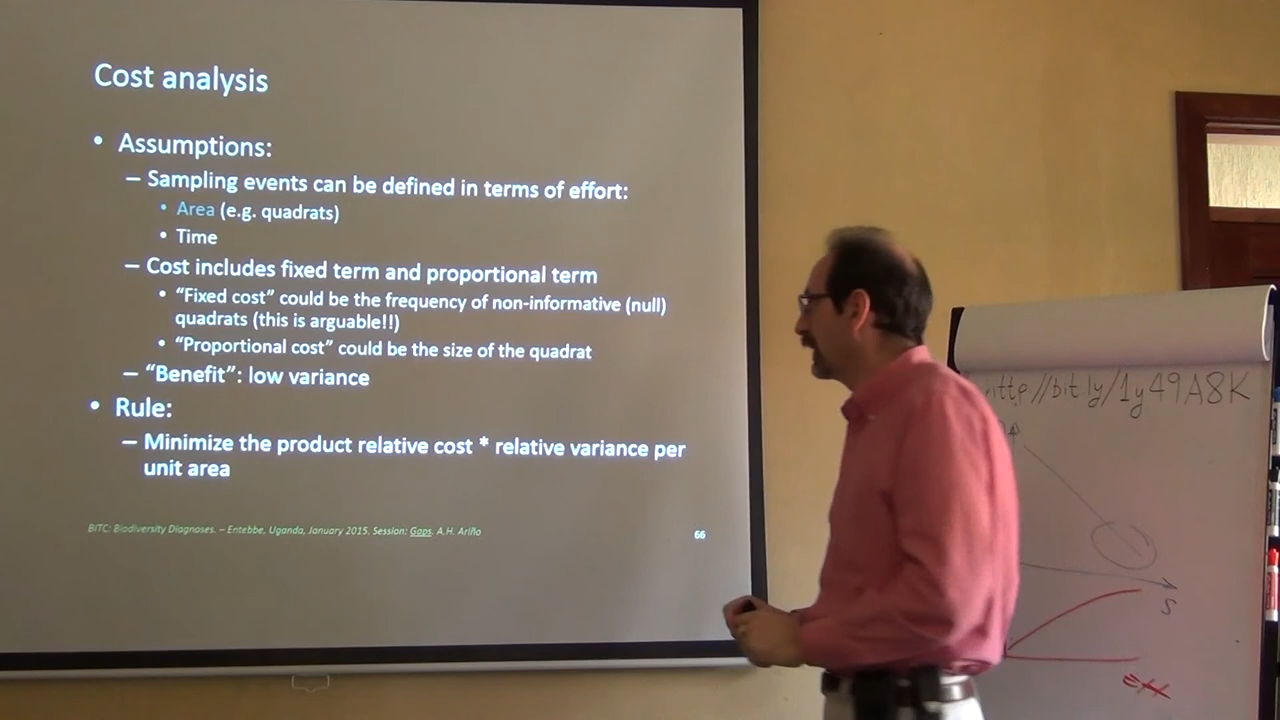 Cost analysis
• Assumptions:
– Sampling events can be defined in terms of effort:
• Area (e.g. quadrats)
• Time
– Cost includes fixed term and proportional term
• “Fixed cost” could be the frequency of non-informative (null)
quadrats (this is arguable!!)
• “Proportional cost” could be the size of the quadrat
– “Benefit”: low variance
• Rule:
– Minimize the product relative cost * relative variance per
unit area
BITC: Biodiversity Diagnoses. – Entebbe, Uganda, January 2015. Session: Gaps. A.H. Ariño
66
http://bit.ly/1y49A8K
S